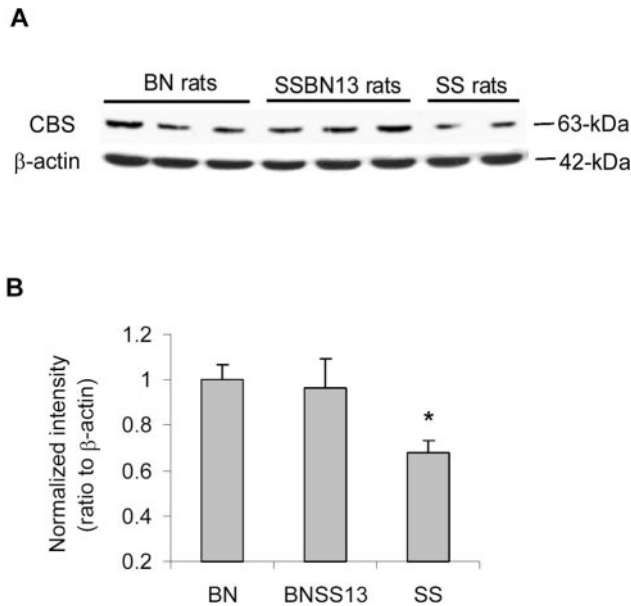 A
BN rats SSBN13 rats SS rats
CBS 63-kDa
β-actin 42-kDa
B
Normalized intensity
(ratio to β-actin)
1.2
1
0.8
0.6
0.4
0.2
*
BN BNSS13 SS